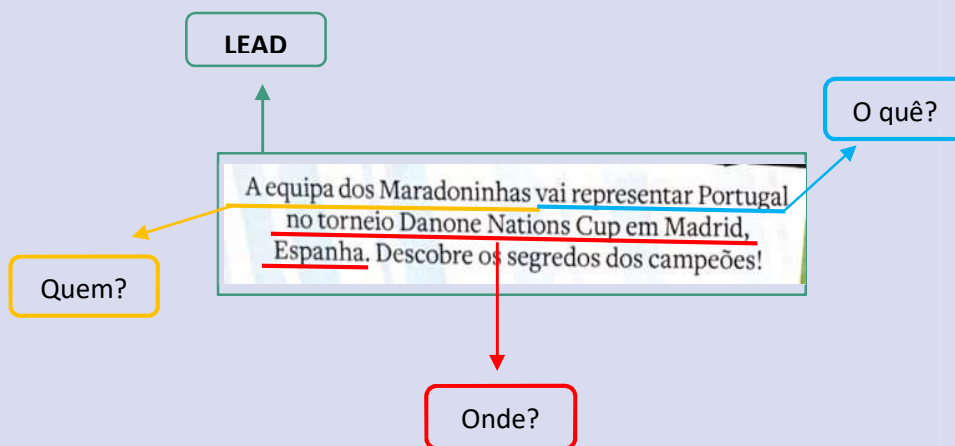 LEAD
O quê?
A equipa dos Maradoninhas vai representar Portugal
no torneio Danone Nations Cup em Madrid,
Espanha. Descobre os segredos dos campeões!
Quem?
Onde?